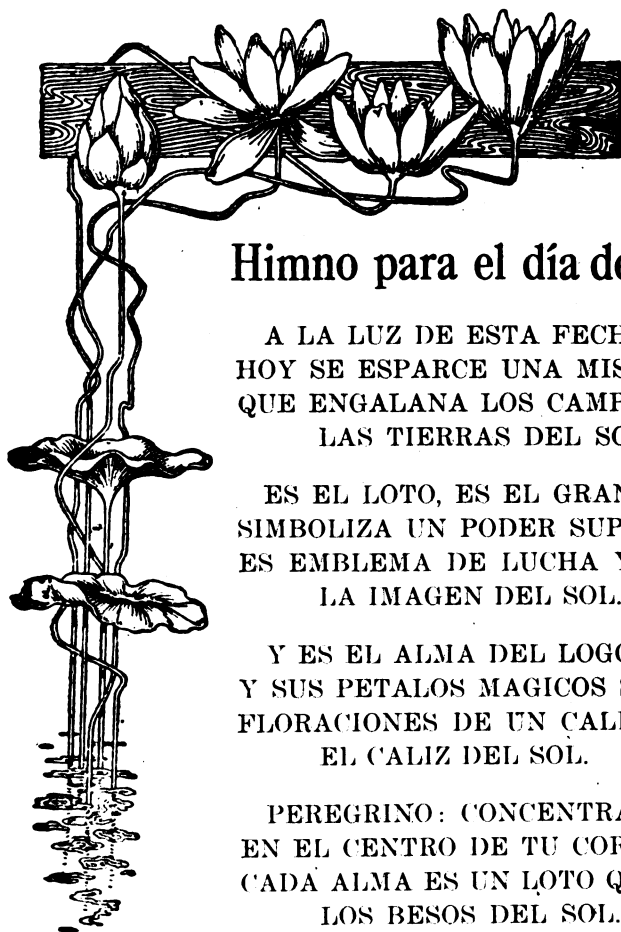 Himno para el día de
A LA LUZ DE ESTA FECH
HOY SE ESPARCE UNA MIS
QUE ENGALANA LOS CAMP
LAS TIERRAS DEL SO
ES EL LOTO, ES EL GRAN
SIMBOLIZA UN PODER SUP
ES EMBLEMA DE LUCHA Y
LA IMAGEN DEL SOL.
Y ES EL ALMA DEL LOGO
Y SUS PETALOS MAGICOS S
FLORACIONES DE UN CALI
EL CALIZ DEL SOL.
PEREGRINO: CONCENTRA
EN EL CENTRO DE TU COR
CADA ALMA ES UN LOTO Q
LOS BESOS DEL SOL.